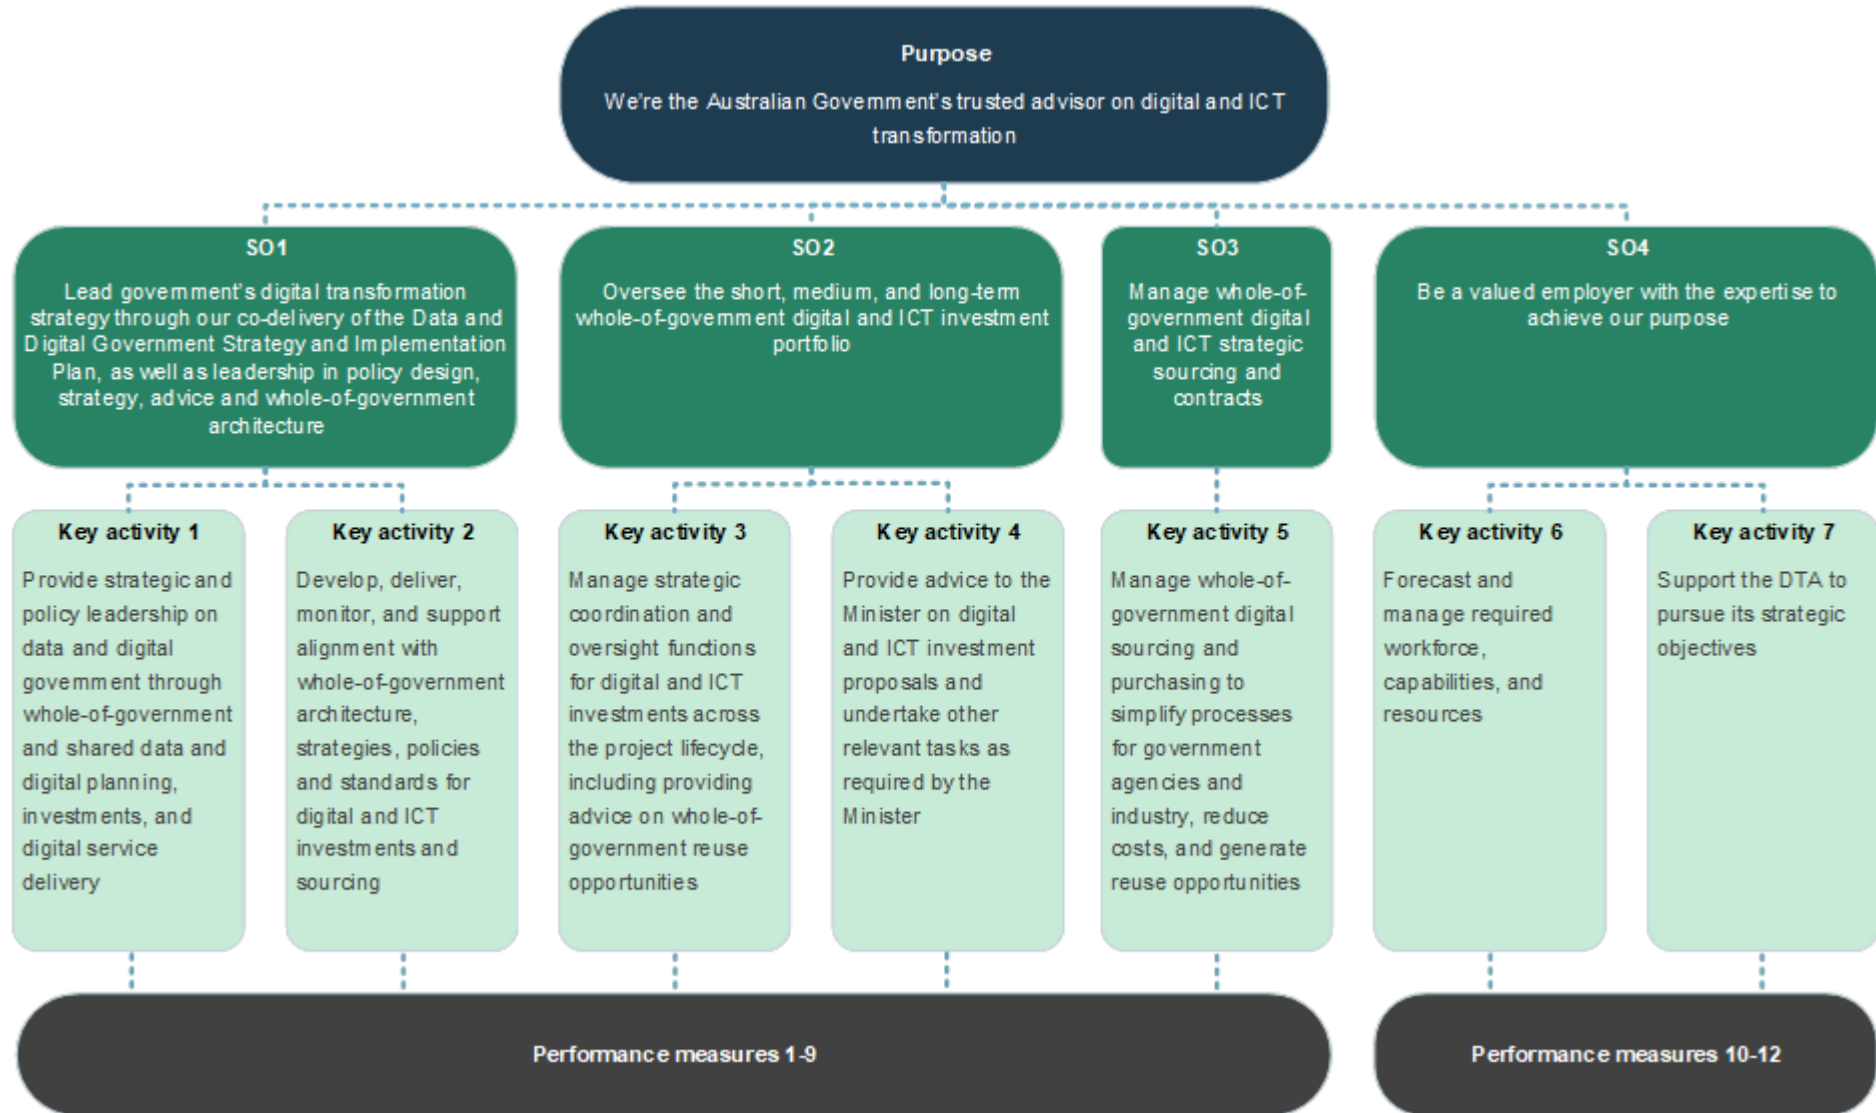 Purpose
We're the Australian Government's trusted advisor on digital and ICT
transformation
SO1
Lead government's digital transformation
strategy through our co-delivery of the Data and
Digital Government Strategy and Implementation
Plan, as well as leadership in policy design,
strategy, advice and whole-of-government
architecture
SO2
Oversee the short, medium, and long-term
whole-of-government digital and ICT investment
portfolio
SO3
Manage whole-of-
government digital
and ICT strategic
sourcing and
contracts
SO4
Be a valued employer with the expertise to
achieve our purpose
Key activity 1
Provide strategic and
policy leadership on
data and digital
government through
whole-of-government
and shared data and
digital planning,
investments, and
digital service
delivery
Key activity 2
Develop, deliver,
monitor, and support
alignment with
whole-of-government
architecture,
strategies, policies
and standards for
digital and ICT
investments and
sourcing
Key activity 3
Manage strategic
coordination and
oversight functions
for digital and ICT
investments across
the project lifecycle,
including providing
advice on whole-of-
government reuse
opportunities
Key activity 4
Provide advice to the
Minister on digital
and ICT investment
proposals and
undertake other
relevant tasks as
required by the
Minister
Key activity 5
Manage whole-of-
government digital
sourcing and
purchasing to
simplify processes
for government
agencies and
industry, reduce
costs, and generate
reuse opportunities
Key activity 6
Forecast and
manage required
workforce,
capabilities, and
resources
Key activity 7
Support the DTA to
pursue its strategic
objectives
Performance measures 1-9
Performance measures 10-12